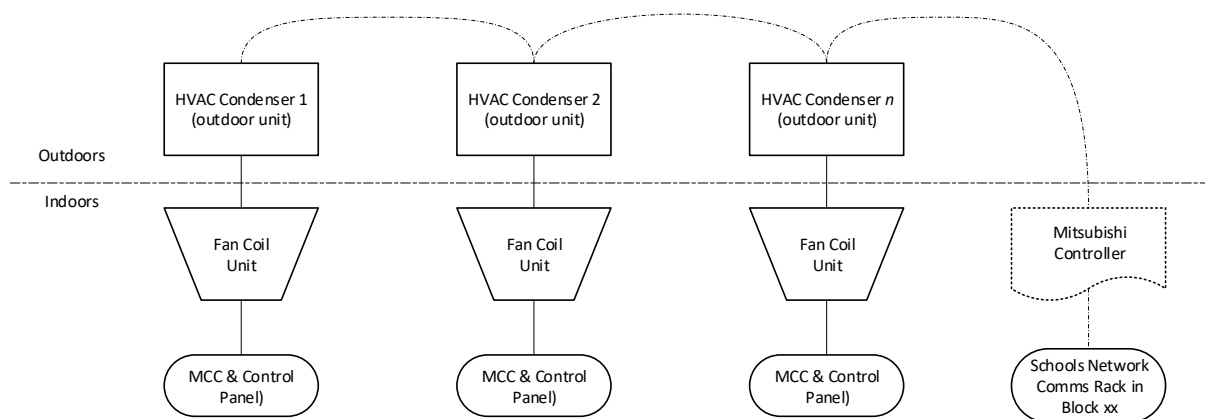 HVAC Condenser 1
(outdoor unit)
HVAC Condenser 2
(outdoor unit)
HVAC Condenser n
(outdoor unit)
Outdoors
Indoors
Fan Coil
Unit
Fan Coil
Unit
Fan Coil
Unit
Mitsubishi
Controller
MCC & Control
Panel)
MCC & Control
Panel)
MCC & Control
Panel)
Schools Network
Comms Rack in
Block xx